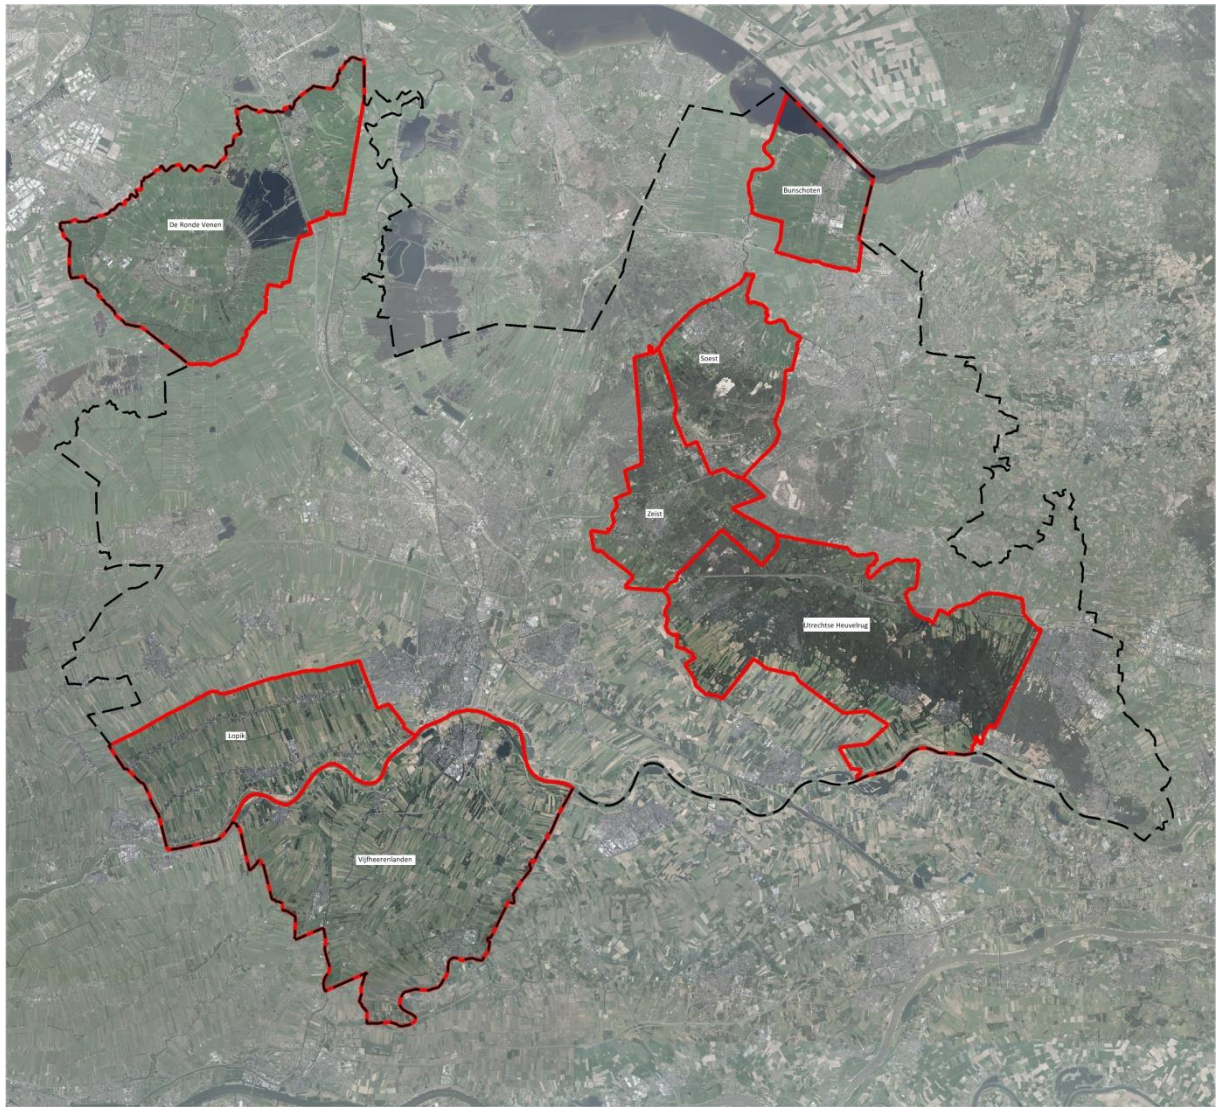 De Ronde Venen
Bunschoten
Soest
Zeist
Utrechtse Heuvelrug
Lopik
Vijfheerenlanden